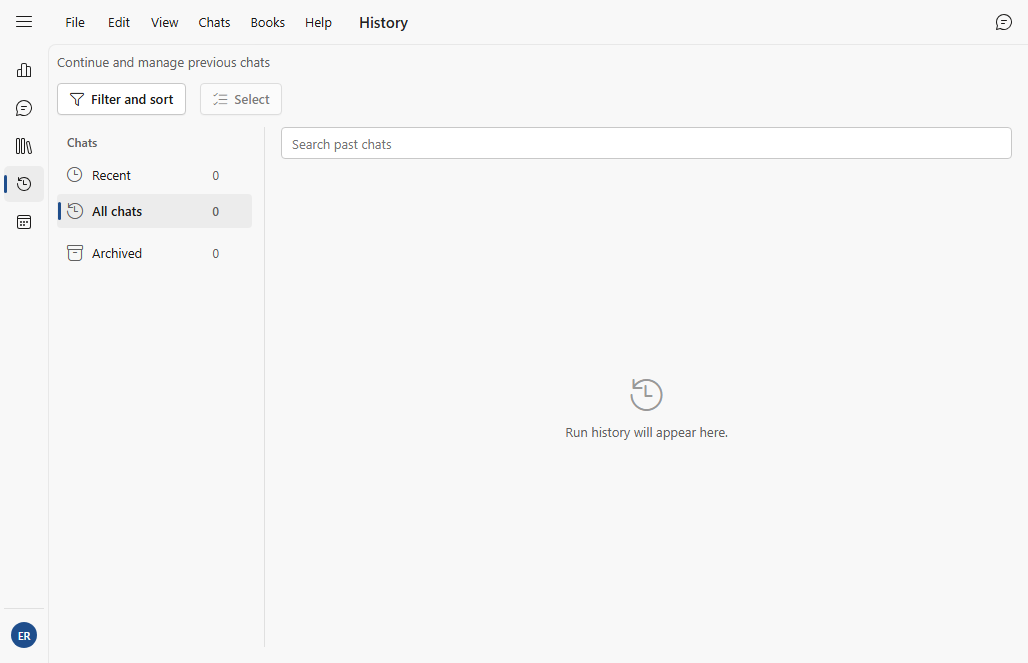 File Edit View Chats Books Help History
Continue and manage previous chats
Filter and sort Select
Chats
Search past chats
Recent 0
All chats 0
Archived 0
Run history will appear here.
ER